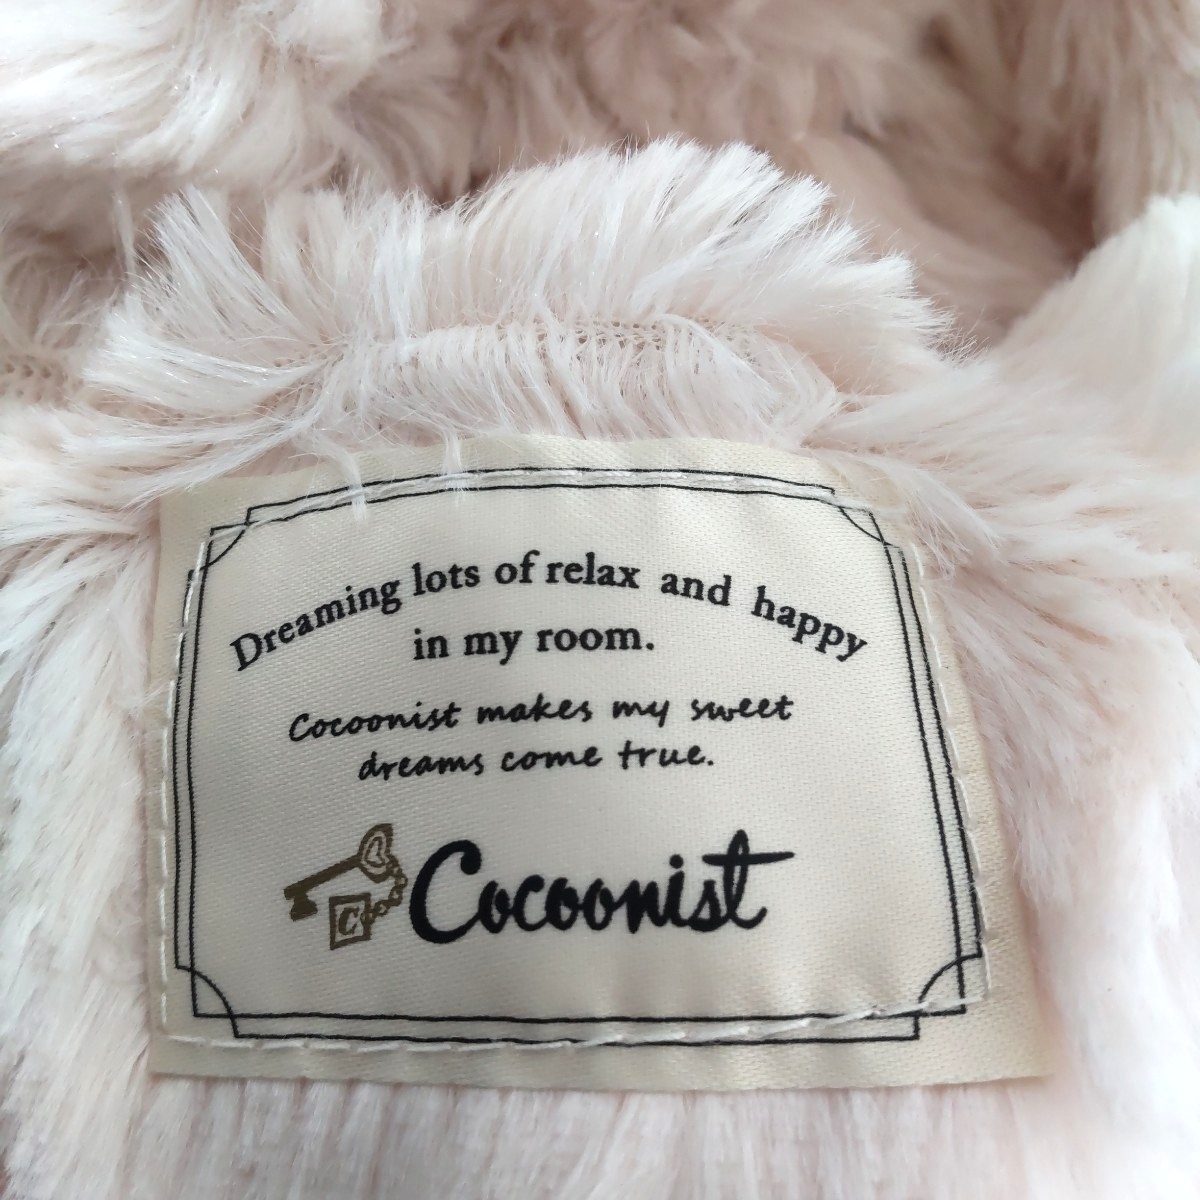 Dreaming lots of relax and happy
in my room.
Cocoonist makes my sweet
dreams come true.
C
Cocoonist